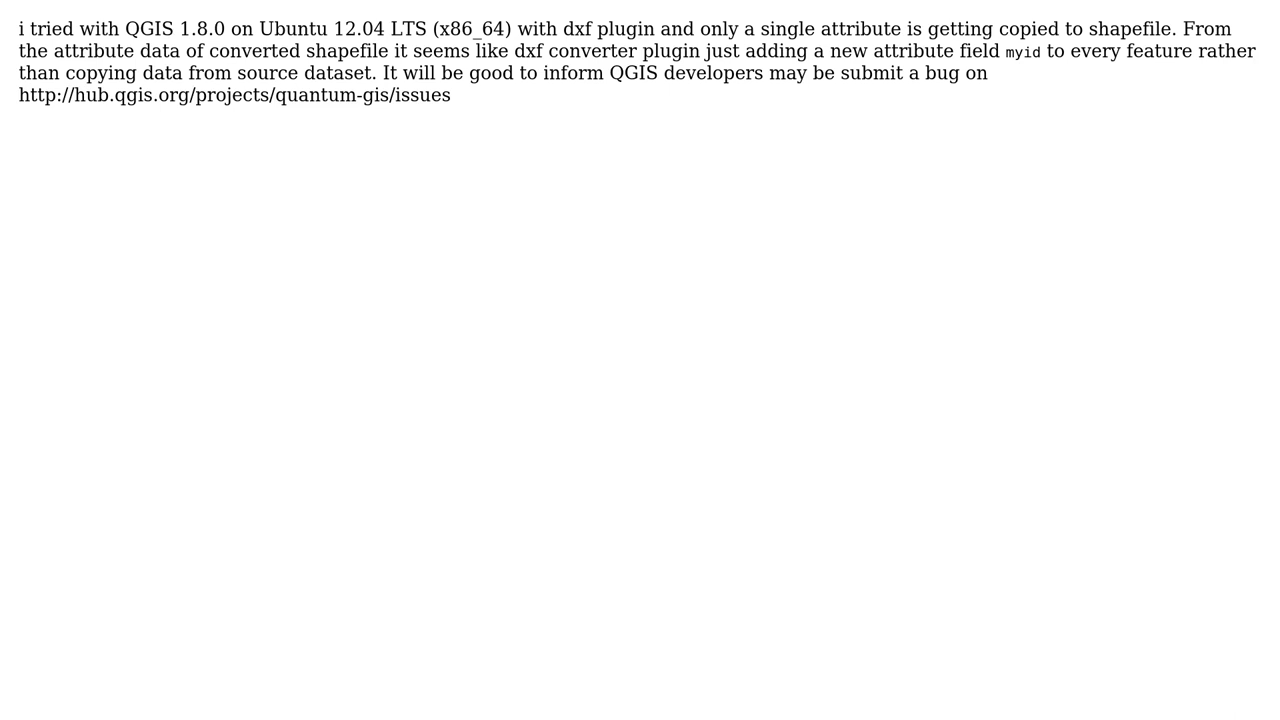 i tried with QGIS 1.8.0 on Ubuntu 12.04 LTS (x86_64) with dxf plugin and only a single attribute is getting copied to shapefile. From
the attribute data of converted shapefile it seems like dxf converter plugin just adding a new attribute field myid to every feature rather
than copying data from source dataset. It will be good to inform QGIS developers may be submit a bug on
http://hub.qgis.org/projects/quantum-gis/issues